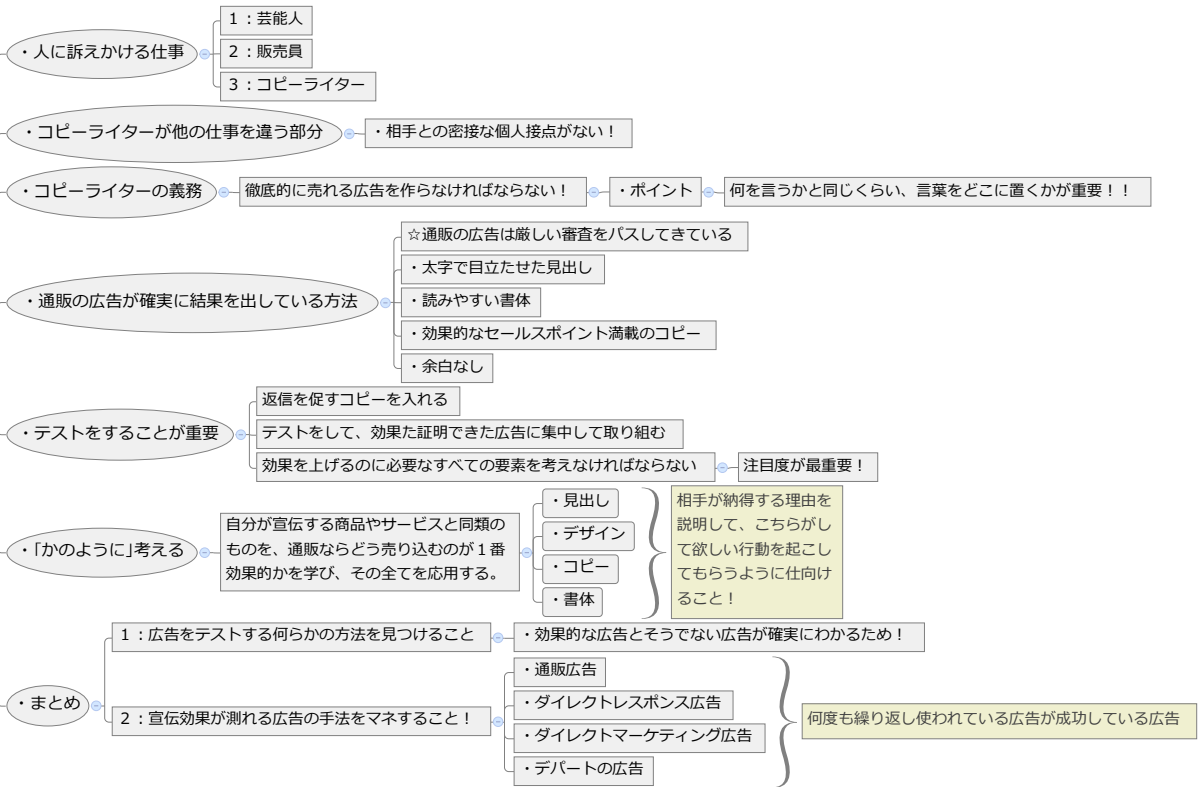 ・人に訴えかける仕事
１：芸能人
２：販売員
３：コピーライター
・コピーライターが他の仕事を違う部分
・相手との密接な個人接点がない！
・コピーライターの義務
徹底的に売れる広告を作らなければならない！
・ポイント
何を言うかと同じくらい、言葉をどこに置くかが重要！！
・通販の広告が確実に結果を出している方法
☆通販の広告は厳しい審査をパスしてきている
・太字で目立たせた見出し
・読みやすい書体
・効果的なセールスポイント満載のコピー
・余白なし
・テストをすることが重要
返信を促すコピーを入れる
テストをして、効果た証明できた広告に集中して取り組む
効果を上げるのに必要なすべての要素を考えなければならない
注目度が最重要！
・「かのように」考える
自分が宣伝する商品やサービスと同類の
ものを、通販ならどう売り込むのが１番
効果的かを学び、その全てを応用する。
・見出し
・デザイン
・コピー
・書体
相手が納得する理由を
説明して、こちらがし
て欲しい行動を起こし
てもらうように仕向け
ること！
・まとめ
１：広告をテストする何らかの方法を見つけること
・効果的な広告とそうでない広告が確実にわかるため！
２：宣伝効果が測れる広告の手法をマネすること！
・通販広告
・ダイレクトレスポンス広告
・ダイレクトマーケティング広告
・デパートの広告
何度も繰り返し使われている広告が成功している広告